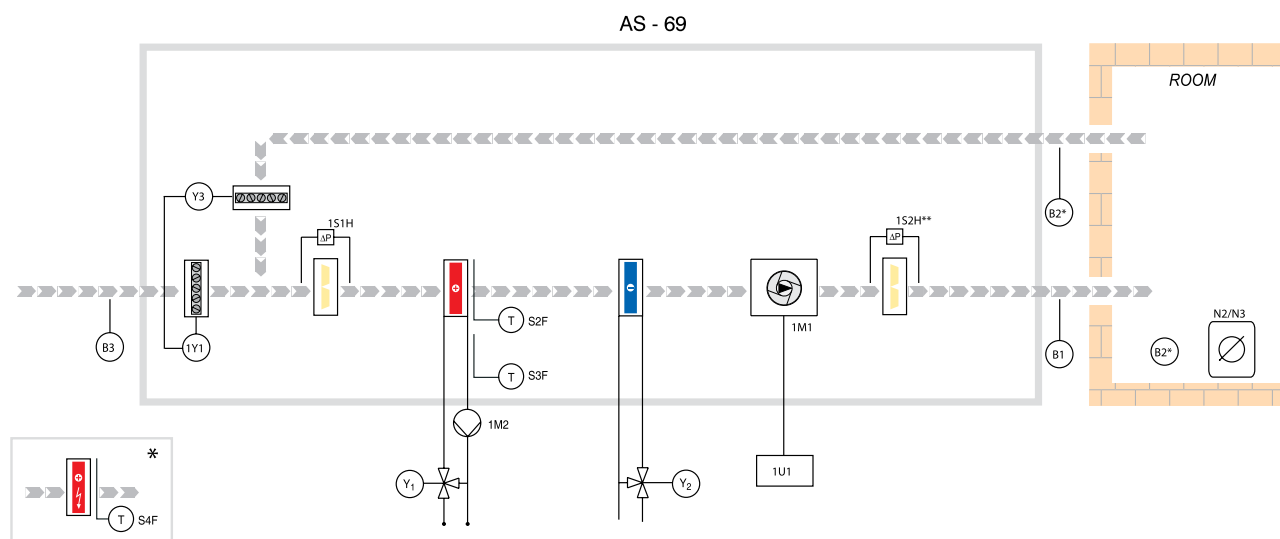 AS - 69
ROOM
Y3
1S1H
ΔP
1S2H**
ΔP
B2*
B3
1Y1
T S2F
T S3F
1M1
B1
B2*
N2/N3
1M2
Y₁
Y₂
1U1
*
T S4F